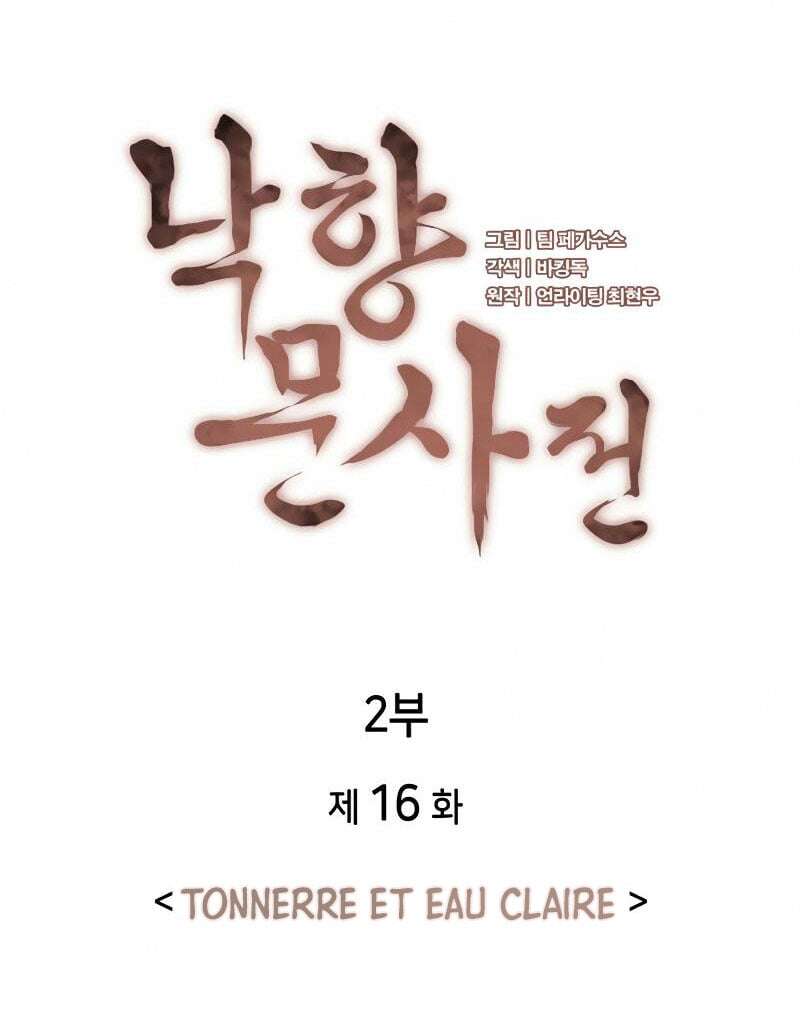 낙향
문사전
그림 | 팀 페가수스
각색 | 바킹독
원작 | 언라이팅 최현우
2부
제 16 화
< TONNERRE ET EAU CLAIRE >